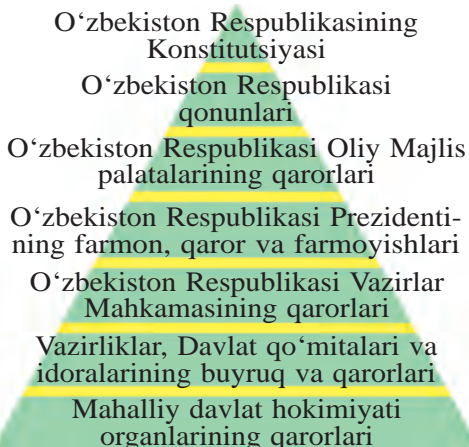 O‘zbekiston Respublikasining
Konstitutsiyasi
O‘zbekiston Respublikasi
qonunlari
O‘zbekiston Respublikasi Oliy Majlis
palatalarining qarorlari
O‘zbekiston Respublikasi Prezidenti-
ning farmon, qaror va farmoyishlari
O‘zbekiston Respublikasi Vazirlar
Mahkamasining qarorlari
Vazirliklar, Davlat qo‘mitalari va
idoralarining buyruq va qarorlari
Mahalliy davlat hokimiyati
organlarining qarorlari